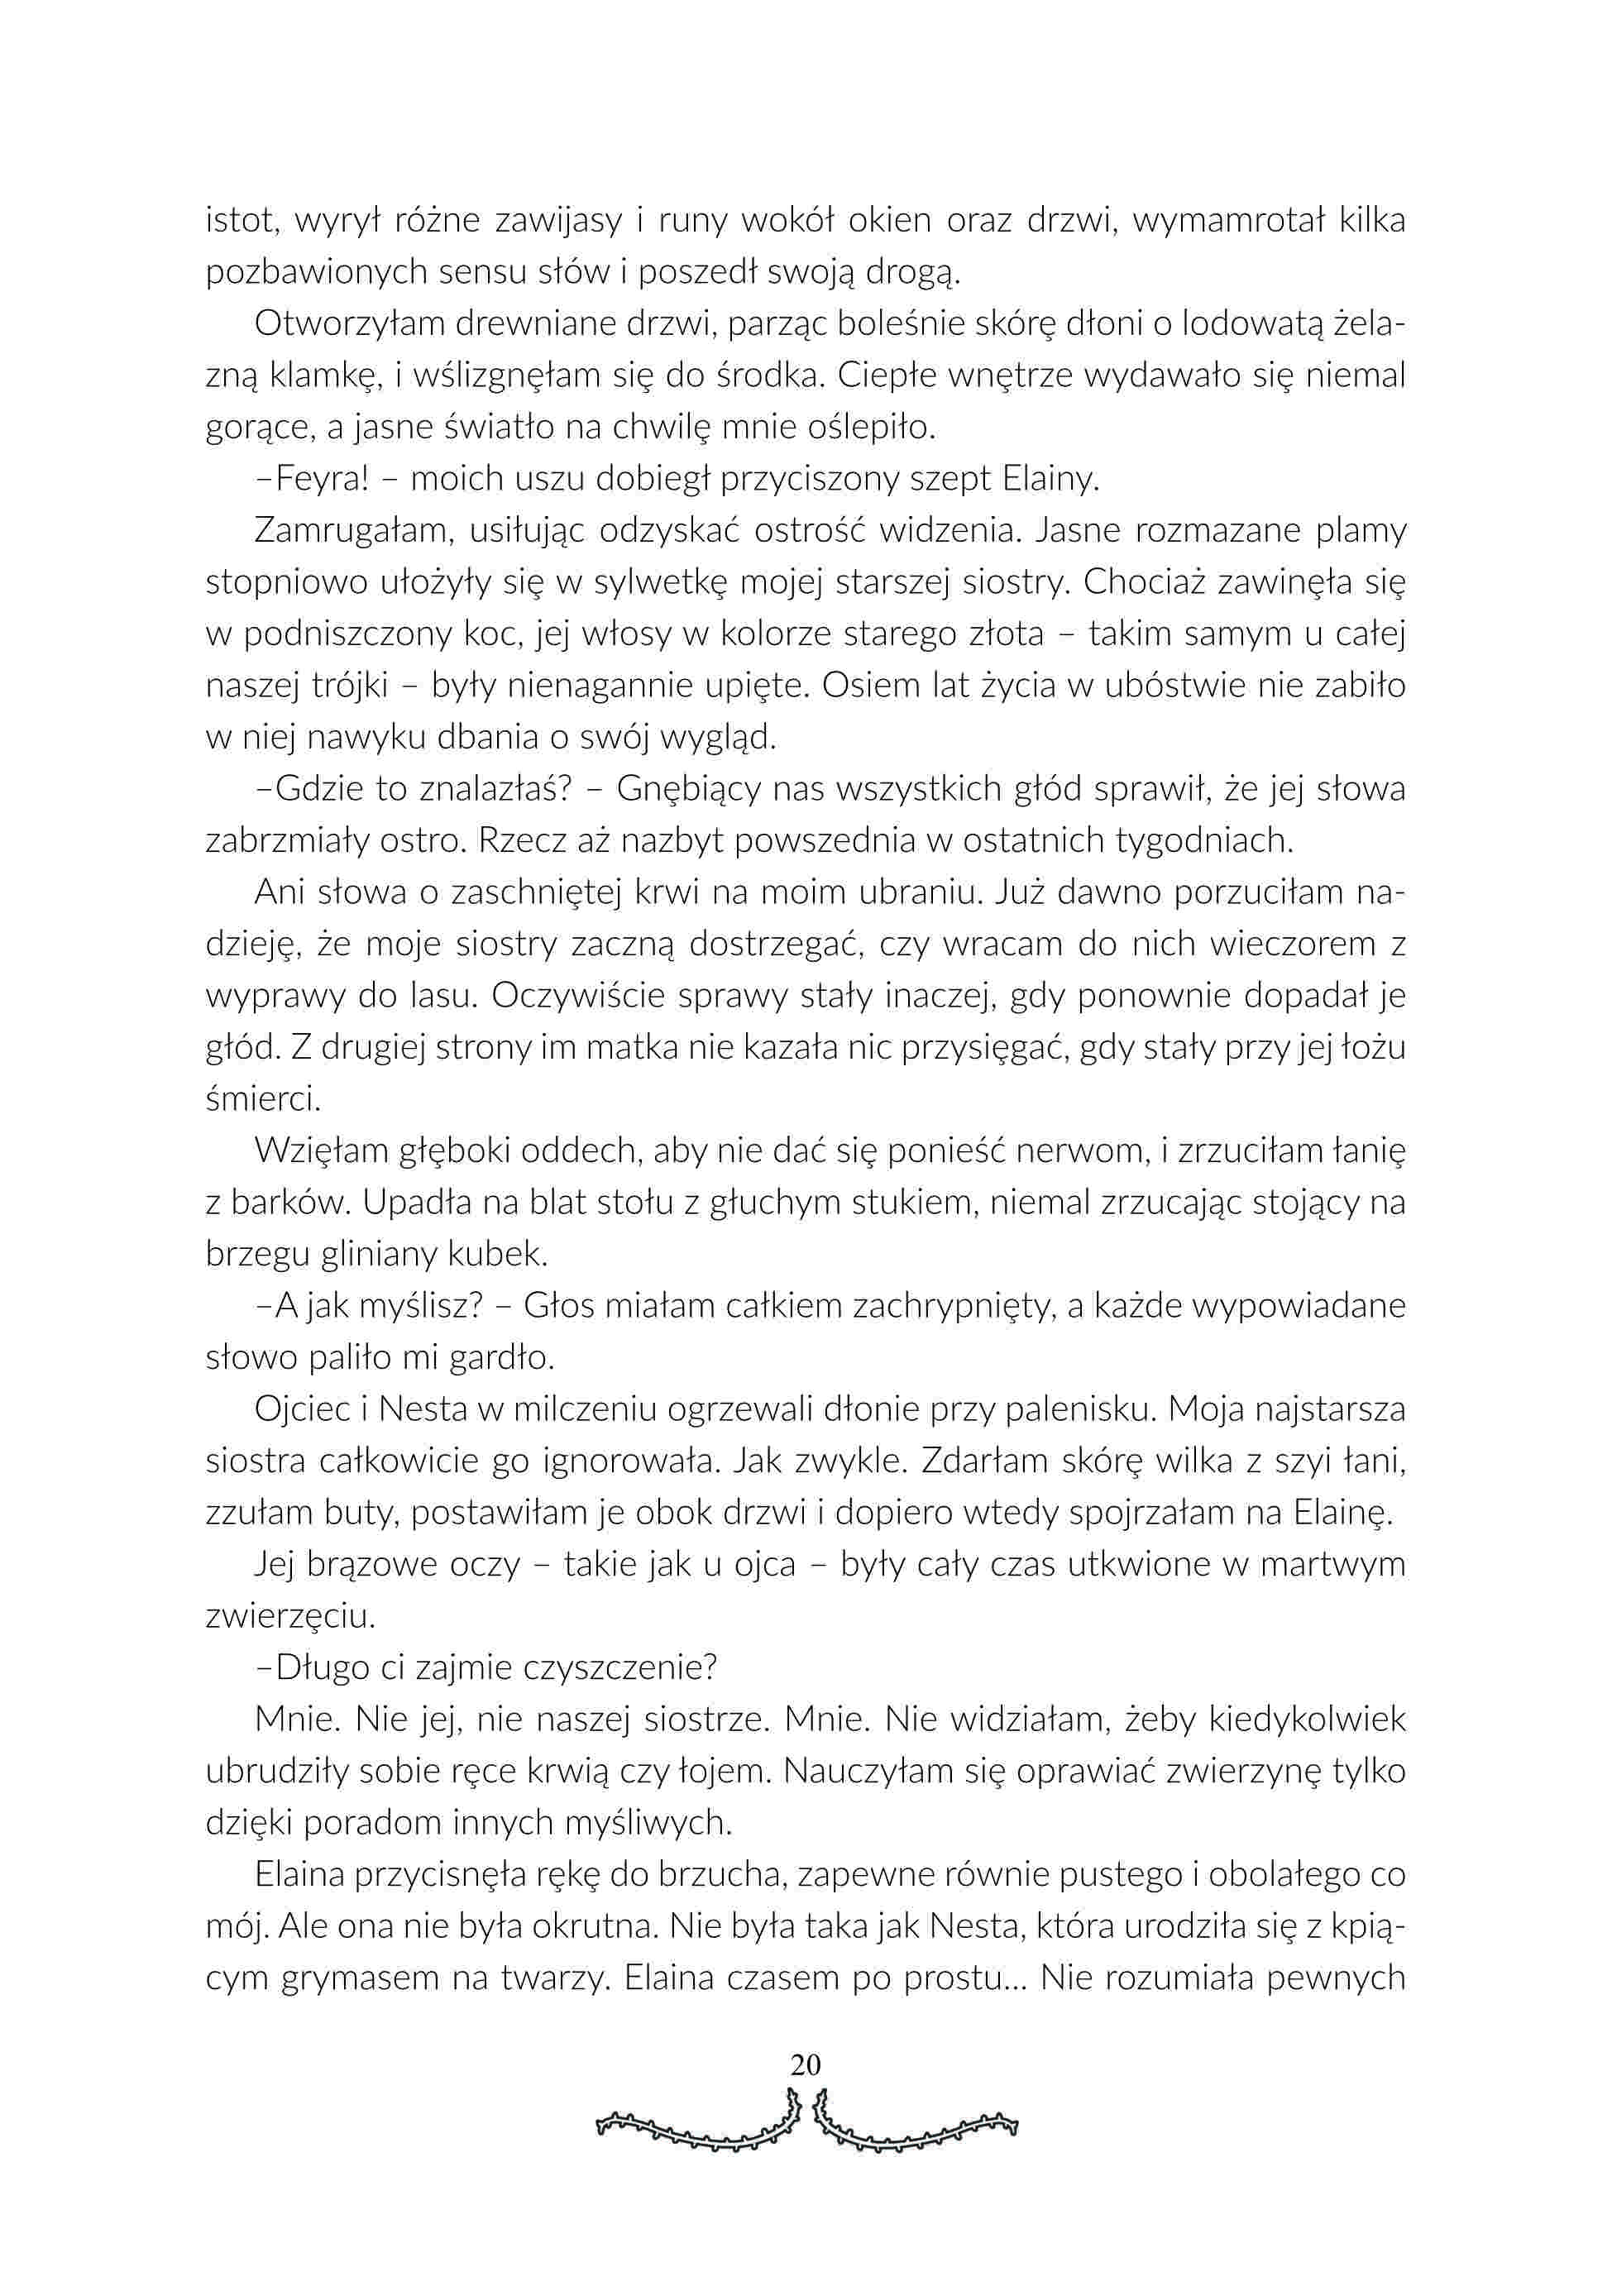 istot, wyrył różne zawijasy i runy wokół okien oraz drzwi, wymamrotał kilka
pozbawionych sensu słów i poszedł swoją drogą.
Otworzyłam drewniane drzwi, parząc boleśnie skórę dłoni o lodowatą żela-
zną klamkę, i wślizgnęłam się do środka. Ciepłe wnętrze wydawało się niemal
gorące, a jasne światło na chwilę mnie oślepiło.
–Feyra! – moich uszu dobiegł przyciszony szept Elainy.
Zamrugałam, usiłując odzyskać ostrość widzenia. Jasne rozmazane plamy
stopniowo ułożyły się w sylwetkę mojej starszej siostry. Chociaż zawinęła się
w podniszczony koc, jej włosy w kolorze starego złota – takim samym u całej
naszej trójki – były nienagannie upięte. Osiem lat życia w ubóstwie nie zabiło
w niej nawyku dbania o swój wygląd.
–Gdzie to znalazłaś? – Gnębiący nas wszystkich głód sprawił, że jej słowa
zabrzmiały ostro. Rzecz aż nazbyt powszednia w ostatnich tygodniach.
Ani słowa o zaschniętej krwi na moim ubraniu. Już dawno porzuciłam na-
dzieję, że moje siostry zaczną dostrzegać, czy wracam do nich wieczorem z
wyprawy do lasu. Oczywiście sprawy stały inaczej, gdy ponownie dopadał je
głód. Z drugiej strony im matka nie kazała nic przysięgać, gdy stały przy jej łożu
śmierci.
Wzięłam głęboki oddech, aby nie dać się ponieść nerwom, i zrzuciłam łanię
z barków. Upadła na blat stołu z głuchym stukiem, niemal zrzucając stojący na
brzegu gliniany kubek.
–A jak myślisz? – Głos miałam całkiem zachrypnięty, a każde wypowiadane
słowo paliło mi gardło.
Ojciec i Nesta w milczeniu ogrzewali dłonie przy palenisku. Moja najstarsza
siostra całkowicie go ignorowała. Jak zwykle. Zdarłam skórę wilka z szyi łani,
zzułam buty, postawiłam je obok drzwi i dopiero wtedy spojrzałam na Elainę.
Jej brązowe oczy – takie jak u ojca – były cały czas utkwione w martwym
zwierzęciu.
–Długo ci zajmie czyszczenie?
Mnie. Nie jej, nie naszej siostrze. Mnie. Nie widziałam, żeby kiedykolwiek
ubrudziły sobie ręce krwią czy łojem. Nauczyłam się oprawiać zwierzynę tylko
dzięki poradom innych myśliwych.
Elaina przycisnęła rękę do brzucha, zapewne równie pustego i obolałego co
mój. Ale ona nie była okrutna. Nie była taka jak Nesta, która urodziła się z kpią-
cym grymasem na twarzy. Elaina czasem po prostu... Nie rozumiała pewnych
20